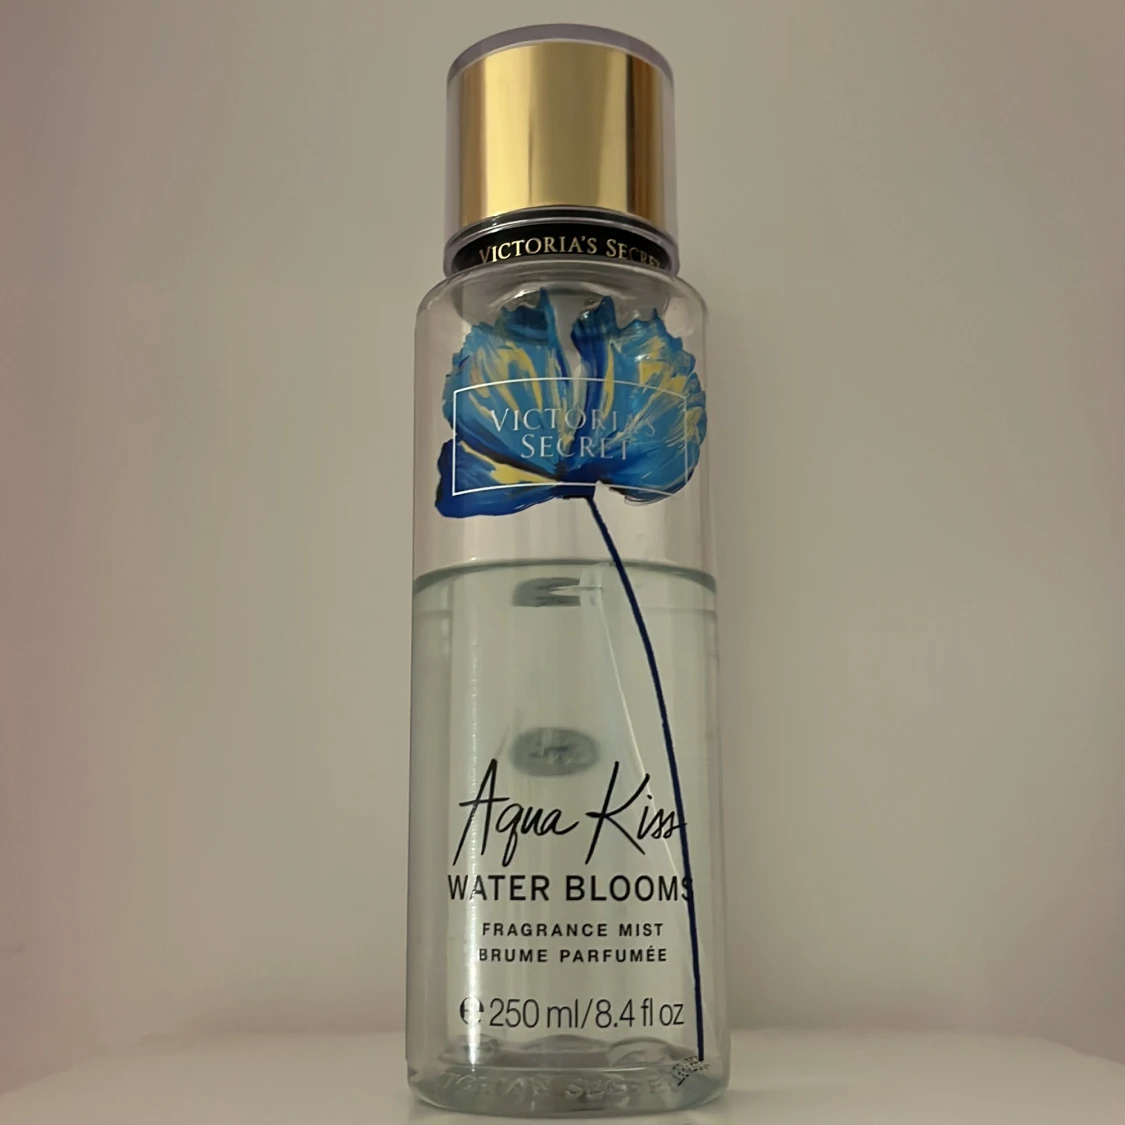 VICTORIA'S SECRET
VICTORIA'S
SECRET
Aqua Kiss
WATER BLOOMS
FRAGRANCE MIST
BRUME PARFUMÉE
℮ 250 ml/8.4 fl oz